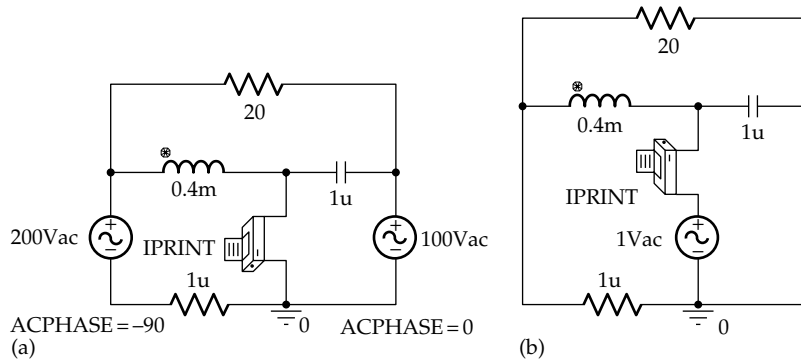 20
0.4m
1u
200Vac
IPRINT
100Vac
1u
ACPHASE = –90
0
ACPHASE = 0
(a)
20
0.4m
1u
IPRINT
1Vac
1u
0
(b)